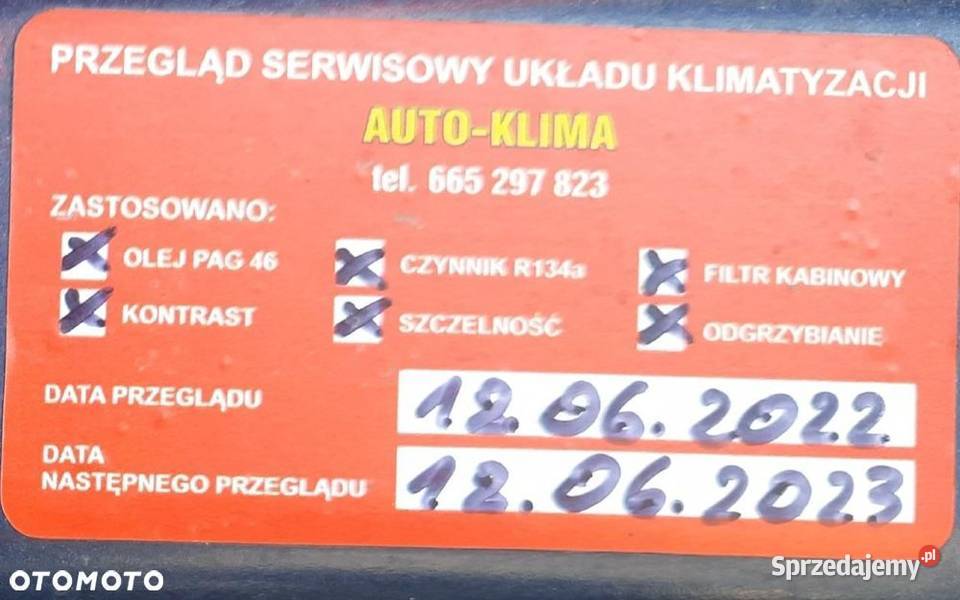 PRZEGLĄD SERWISOWY UKŁADU KLIMATYZACJI
AUTO-KLIMA
tel. 665 297 823
ZASTOSOWANO:
OLEJ PAG 46 CZYNNIK R134a FILTR KABINOWY
KONTRAST SZCZELNOŚĆ ODGRZYBIANIE
DATA PRZEGLĄDU 12.06.2022
DATA
NASTĘPNEGO PRZEGLĄDU 12.06.2023
OTOMOTO
Sprzedajemy.pl